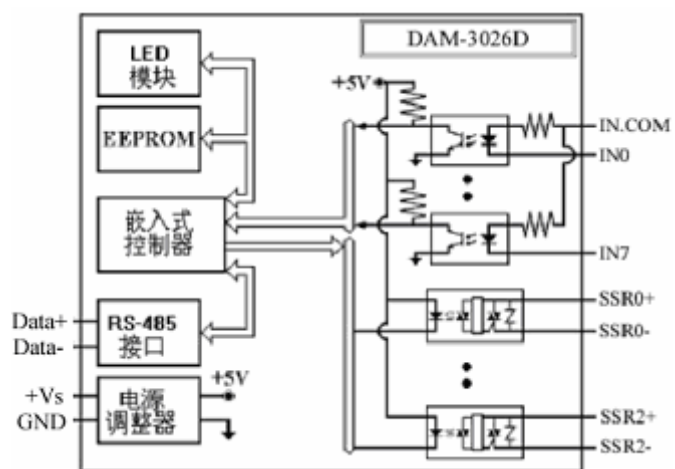 DAM-3026D
LED
模块
EEPROM
嵌入式
控制器
RS-485
接口
Data+
Data-
电源
调整器
+Vs
GND
+5V
+5V
IN.COM
IN0
IN7
SSR0+
SSR0-
SSR2+
SSR2-